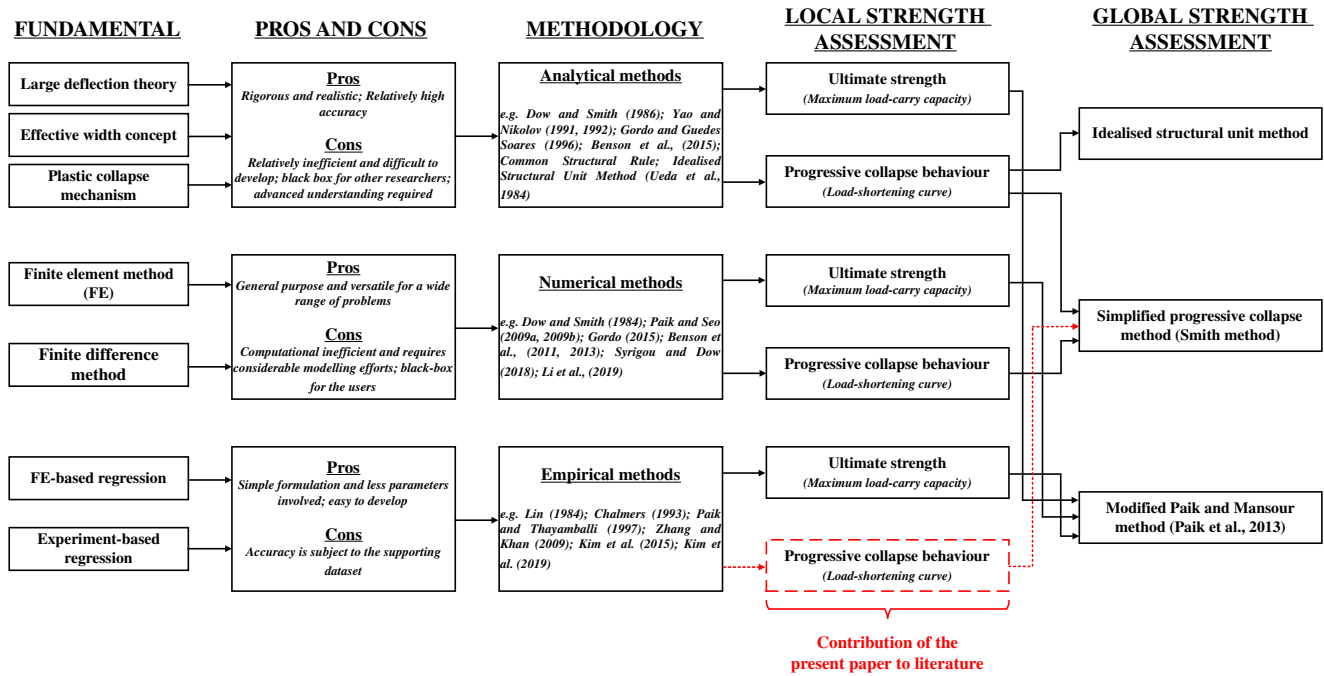 FUNDAMENTAL
PROS AND CONS
METHODOLOGY
LOCAL STRENGTH
ASSESSMENT
GLOBAL STRENGTH
ASSESSMENT
Large deflection theory
Effective width concept
Plastic collapse
mechanism
Pros
Rigorous and realistic; Relatively high
accuracy
Cons
Relatively inefficient and difficult to
develop; black box for other researchers;
advanced understanding required
Analytical methods
e.g. Dow and Smith (1986); Yao and
Nikolov (1991, 1992); Gordo and Guedes
Soares (1996); Benson et al., (2015);
Common Structural Rule; Idealised
Structural Unit Method (Ueda et al.,
1984)
Ultimate strength
(Maximum load-carry capacity)
Progressive collapse behaviour
(Load-shortening curve)
Idealised structural unit method
Finite element method
(FE)
Finite difference
method
Pros
General purpose and versatile for a wide
range of problems
Cons
Computational inefficient and requires
considerable modelling efforts; black-box
for the users
Numerical methods
e.g. Dow and Smith (1984); Paik and Seo
(2009a, 2009b); Gordo (2015); Benson
et al., (2011, 2013); Syrigou and Dow
(2018); Li et al., (2019)
Ultimate strength
(Maximum load-carry capacity)
Progressive collapse behaviour
(Load-shortening curve)
Simplified progressive collapse
method (Smith method)
FE-based regression
Experiment-based
regression
Pros
Simple formulation and less parameters
involved; easy to develop
Cons
Accuracy is subject to the supporting
dataset
Empirical methods
e.g. Lin (1984); Chalmers (1993); Paik
and Thayamballi (1997); Zhang and
Khan (2009); Kim et al. (2015); Kim et
al. (2019)
Ultimate strength
(Maximum load-carry capacity)
Progressive collapse behaviour
(Load-shortening curve)
Modified Paik and Mansour
method (Paik et al., 2013)
Contribution of the
present paper to literature